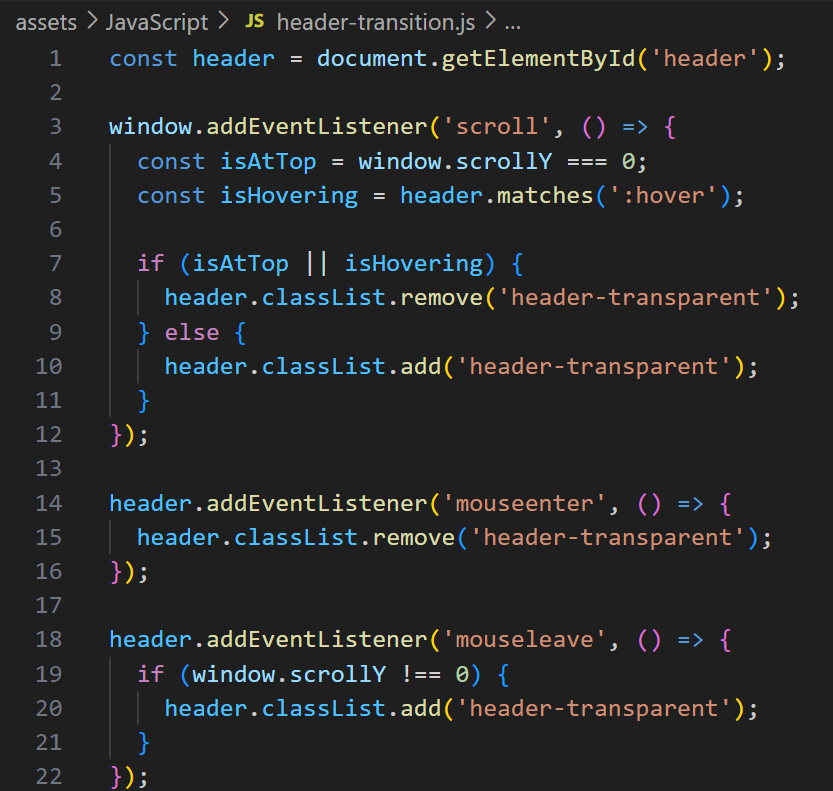 assets > JavaScript > JS header-transition.js > ...
1 const header = document.getElementById('header');
2
3 window.addEventListener('scroll', () => {
4   const isAtTop = window.scrollY === 0;
5   const isHovering = header.matches(':hover');
6
7   if (isAtTop || isHovering) {
8     header.classList.remove('header-transparent');
9   } else {
10     header.classList.add('header-transparent');
11   }
12 });
13
14 header.addEventListener('mouseenter', () => {
15   header.classList.remove('header-transparent');
16 });
17
18 header.addEventListener('mouseleave', () => {
19   if (window.scrollY !== 0) {
20     header.classList.add('header-transparent');
21   }
22 });